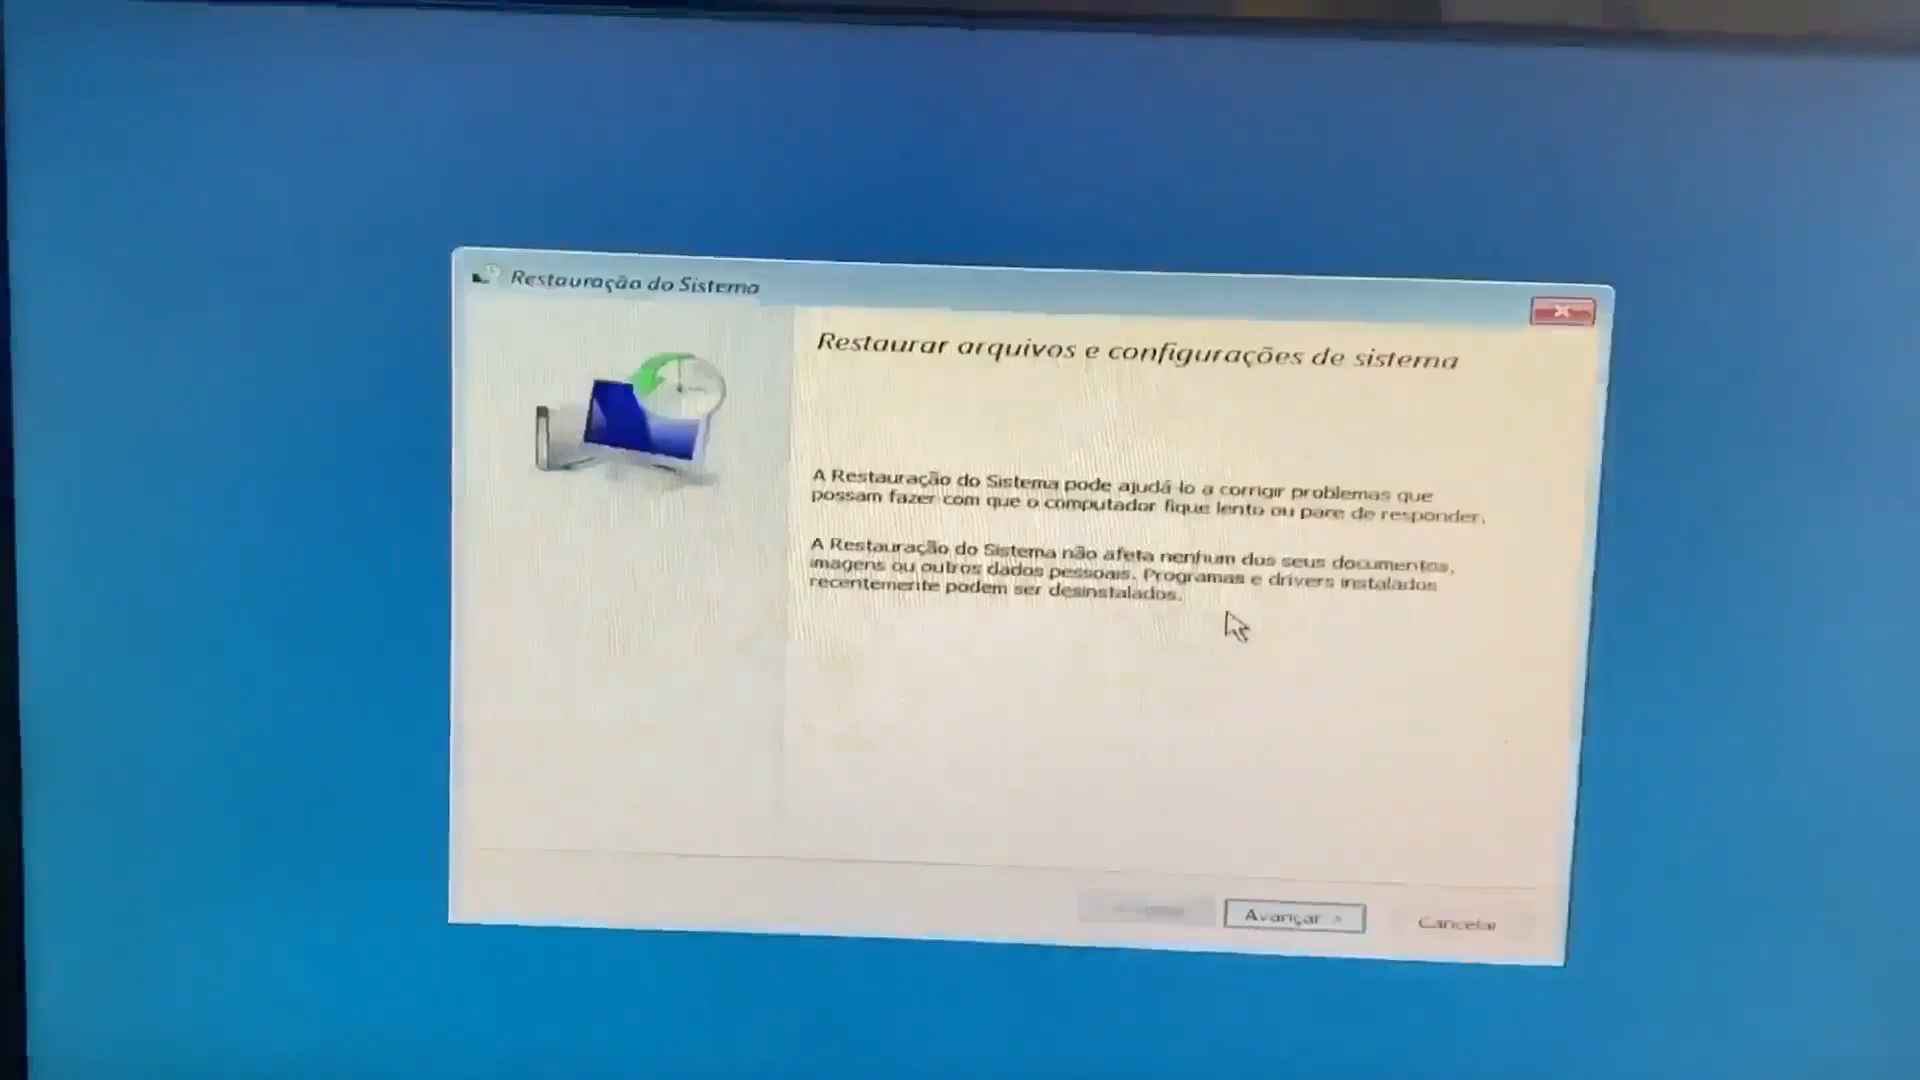 Restauração do Sistema
Restaurar arquivos e configurações de sistema
A Restauração do Sistema pode ajudá-lo a corrigir problemas que
possam fazer com que o computador fique lento ou pare de responder.
A Restauração do Sistema não afeta nenhum dos seus documentos,
imagens ou outros dados pessoais. Programas e drivers instalados
recentemente podem ser desinstalados.
Avançar >
Cancelar